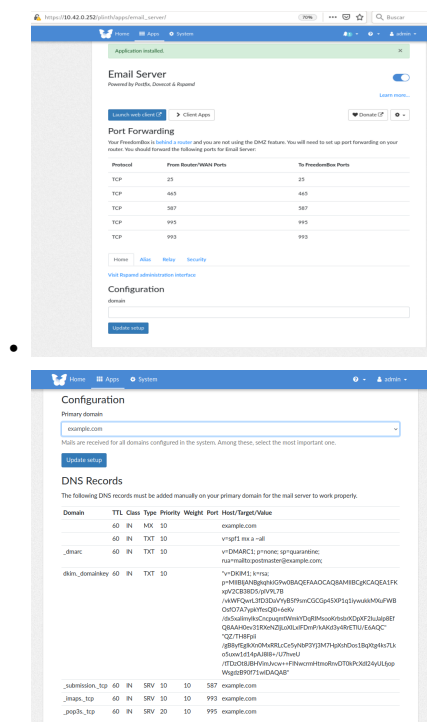 https://10.42.0.252/plinth/apps/email_server/
70%
Buscar
Home Apps System
admin
Application installed.
Email Server
Powered by Postfix, Dovecot & Rspamd
Learn more...
Launch web client
Client Apps
Donate
Port Forwarding
Your FreedomBox is behind a router and you are not using the DMZ feature. You will need to set up port forwarding on your
router. You should forward the following ports for Email Server:
Protocol From Router/WAN Ports To FreedomBox Ports
TCP 25 25
TCP 465 465
TCP 587 587
TCP 995 995
TCP 993 993
Home Alias Relay Security
Visit Rspamd administration interface
Configuration
domain
Update setup
Home Apps System
admin
Configuration
Primary domain
example.com
Mails are received for all domains configured in the system. Among these, select the most important one.
Update setup
DNS Records
The following DNS records must be added manually on your primary domain for the mail server to work properly.
Domain TTL Class Type Priority Weight Port Host/Target/Value
60 IN MX 10 example.com
60 IN TXT 10 v=spf1 mx a ~all
_dmarc 60 IN TXT 10 v=DMARC1; p=none; sp=quarantine;
rua=mailto:postmaster@example.com;
dkim._domainkey 60 IN TXT 10 "v=DKIM1; k=rsa;
_submission._tcp 60 IN SRV 10 10 587 example.com
_imaps._tcp 60 IN SRV 10 10 993 example.com
_pop3s._tcp 60 IN SRV 20 10 995 example.com